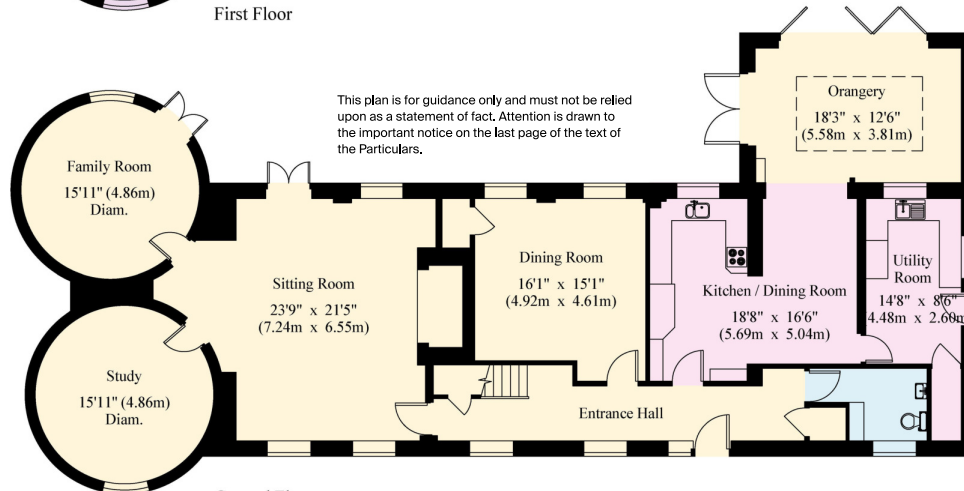 First Floor
This plan is for guidance only and must not be relied
upon as a statement of fact. Attention is drawn to
the important notice on the last page of the text of
the Particulars.
Orangery
18'3" x 12'6"
(5.58m x 3.81m)
Family Room
15'11" (4.86m)
Diam.
Sitting Room
23'9" x 21'5"
(7.24m x 6.55m)
Dining Room
16'1" x 15'1"
(4.92m x 4.61m)
Kitchen / Dining Room
18'8" x 16'6"
(5.69m x 5.04m)
Utility
Room
14'8" x 8'6"
4.48m x 2.60m
Study
15'11" (4.86m)
Diam.
Entrance Hall